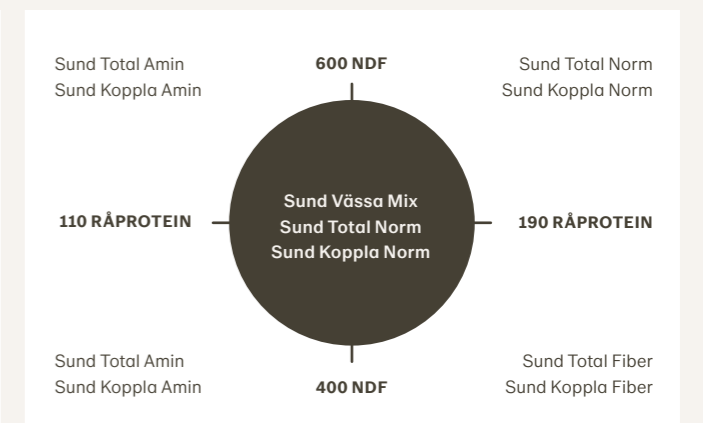 Sund Total Amin
Sund Koppla Amin
600 NDF
Sund Total Norm
Sund Koppla Norm
110 RÅPROTEIN
Sund Vässa Mix
Sund Total Norm
Sund Koppla Norm
190 RÅPROTEIN
Sund Total Amin
Sund Koppla Amin
400 NDF
Sund Total Fiber
Sund Koppla Fiber